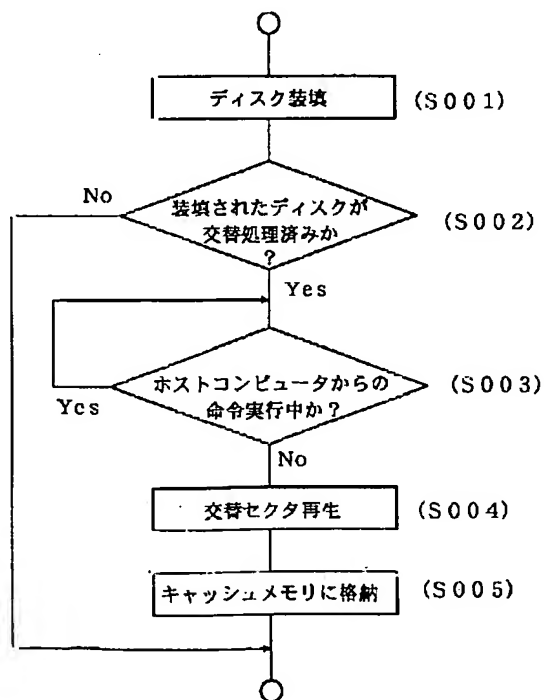 ディスク装填
(S001)
No
装填されたディスクが
交替処理済みか
?
(S002)
Yes
ホストコンピュータからの
命令実行中か?
(S003)
Yes
No
交替セクタ再生
(S004)
キャッシュメモリに格納
(S005)